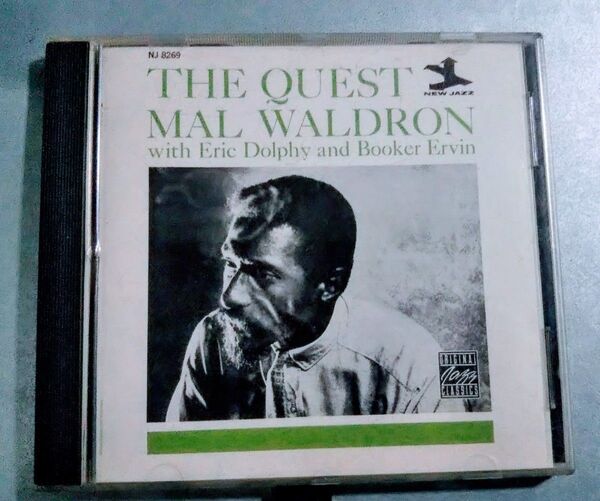 NJ 8269
THE QUEST
NEW JAZZ
MAL WALDRON
with Eric Dolphy and Booker Ervin
ORIGINAL
Jazz
CLASSICS